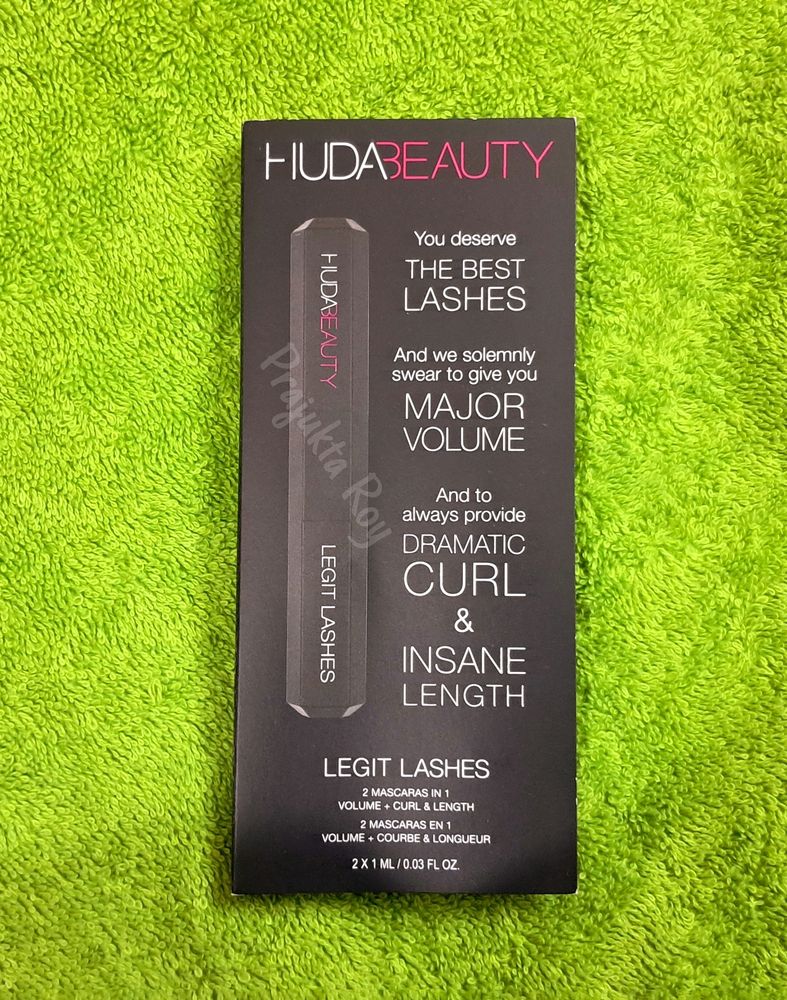 HUDABEAUTY
You deserve
THE BEST
LASHES
And we solemnly
swear to give you
MAJOR
VOLUME
And to
always provide
DRAMATIC
CURL
&
INSANE
LENGTH
HUDABEAUTY
LEGIT LASHES
Prajukta Roy
LEGIT LASHES
2 MASCARAS IN 1
VOLUME + CURL & LENGTH
2 MASCARAS EN 1
VOLUME + COURBE & LONGUEUR
2 X 1 ML / 0.03 FL OZ.